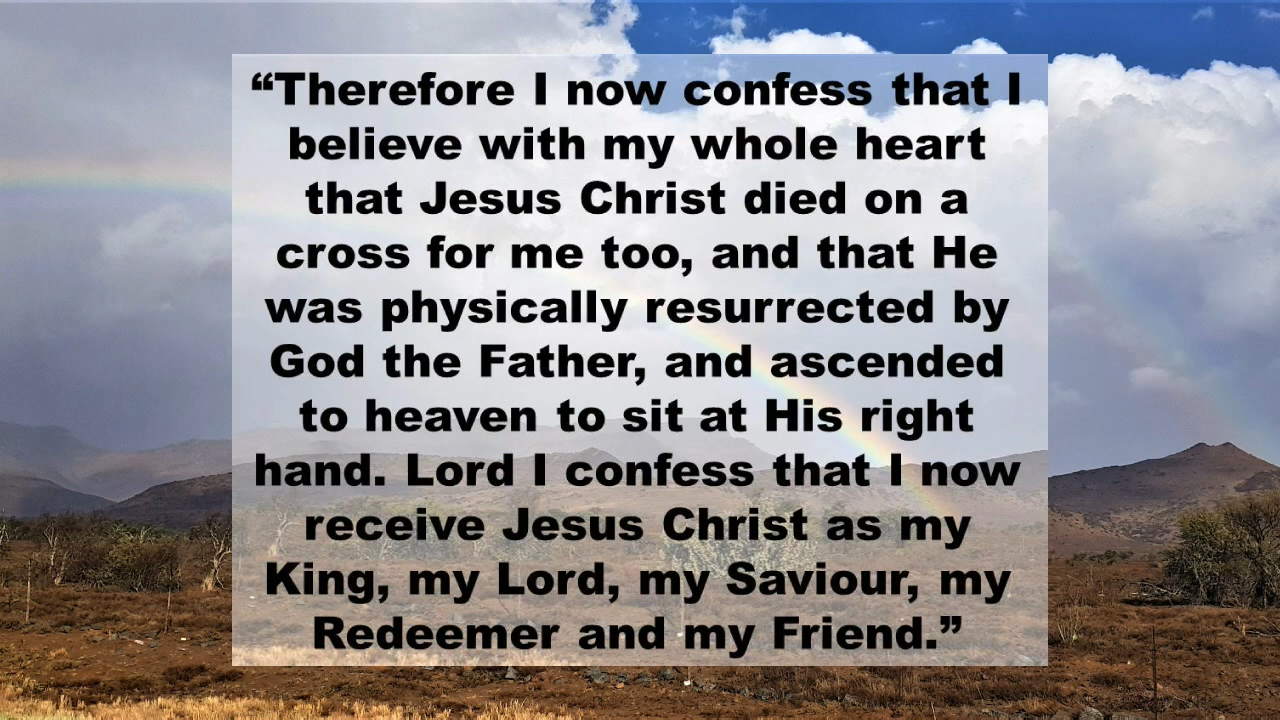 “Therefore I now confess that I
believe with my whole heart
that Jesus Christ died on a
cross for me too, and that He
was physically resurrected by
God the Father, and ascended
to heaven to sit at His right
hand. Lord I confess that I now
receive Jesus Christ as my
King, my Lord, my Saviour, my
Redeemer and my Friend.”